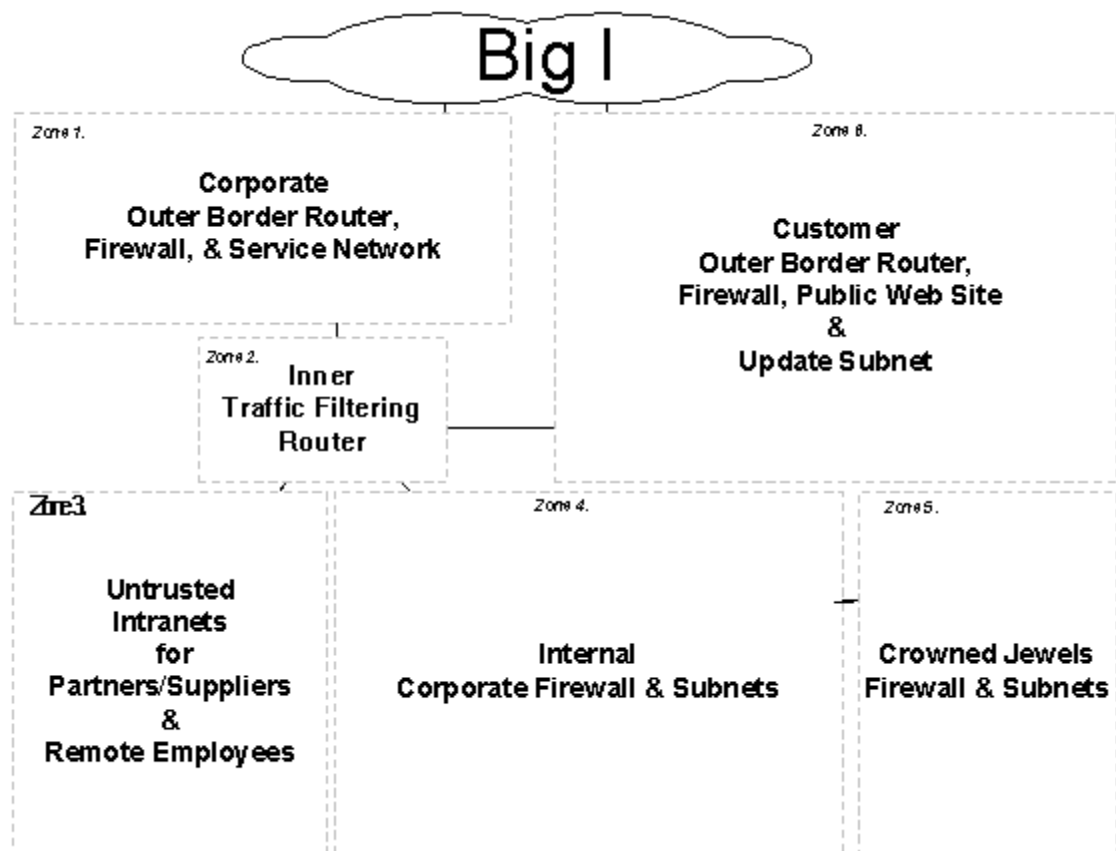 Big I
Zone 1.
Corporate
Outer Border Router,
Firewall, & Service Network
Zone 6.
Customer
Outer Border Router,
Firewall, Public Web Site
&
Update Subnet
Zone 2.
Inner
Traffic Filtering
Router
Zone3.
Untrusted
Intranets
for
Partners/Suppliers
&
Remote Employees
Zone 4.
Internal
Corporate Firewall & Subnets
Zone 5.
Crowned Jewels
Firewall & Subnets